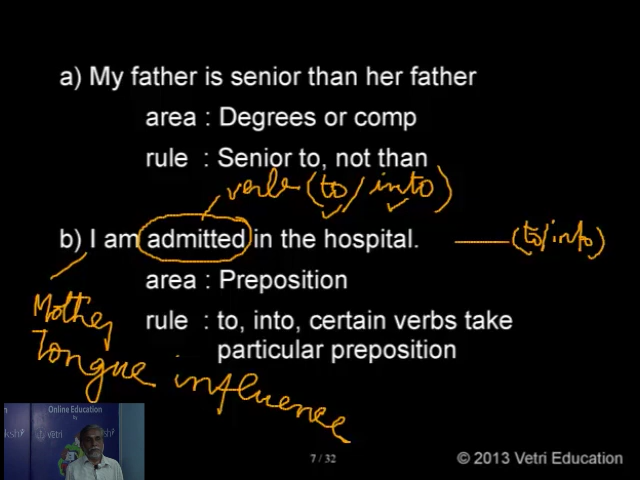 a) My father is senior than her father
area : Degrees or comp
rule : Senior to, not than
verbs (to/into)
b) I am admitted in the hospital.
(to/into)
area : Preposition
Mother
rule : to, into, certain verbs take
Tongue influence
particular preposition
Online Education
by
Vetri
7 / 32
© 2013 Vetri Education